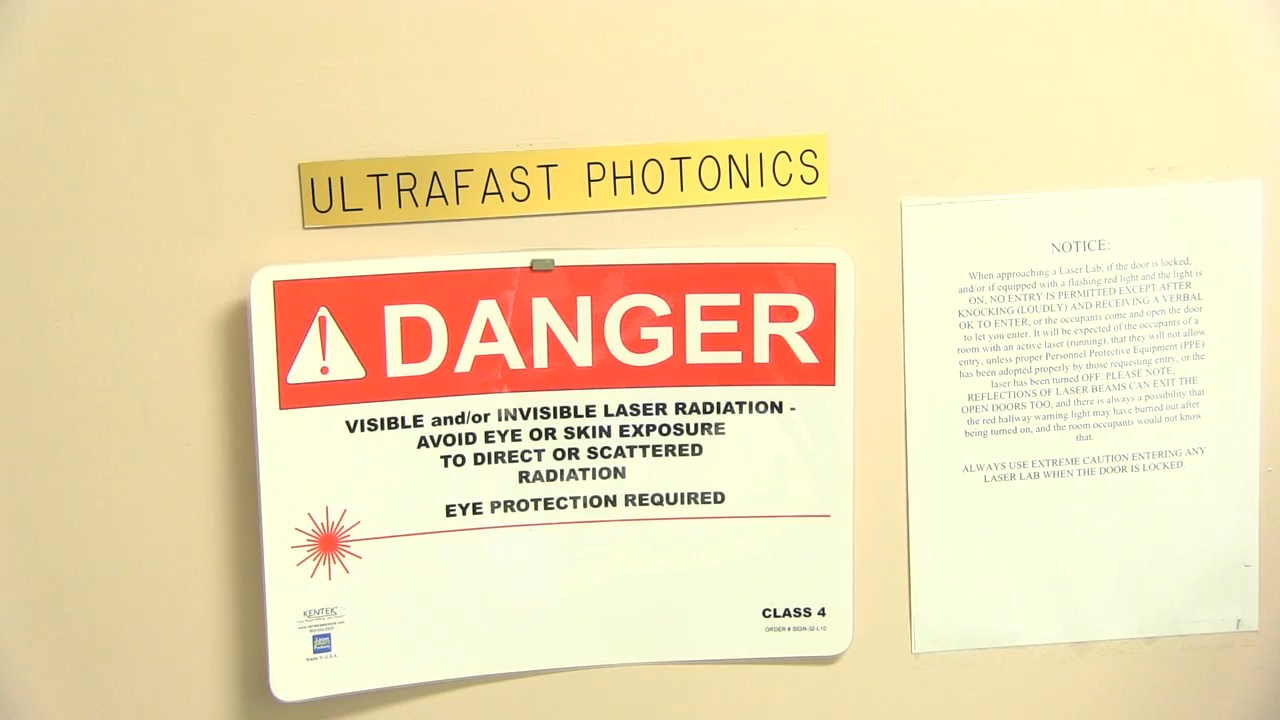 ULTRAFAST PHOTONICS
DANGER
VISIBLE and/or INVISIBLE LASER RADIATION -
AVOID EYE OR SKIN EXPOSURE
TO DIRECT OR SCATTERED
RADIATION
EYE PROTECTION REQUIRED
KENTEK
CLASS 4
ORDER # SIGN-32-L10
Made in U.S.A.
NOTICE:
When approaching a Laser Lab, if the door is locked,
and/or if equipped with a flashing red light and the light is
ON, NO ENTRY IS PERMITTED EXCEPT AFTER
KNOCKING (LOUDLY) AND RECEIVING A VERBAL
OK TO ENTER, or the occupants come and open the door
to let you enter. It will be expected of the occupants of a
room with an active laser (running), that they will not allow
entry, unless proper Personnel Protective Equipment (PPE)
has been adopted properly by those requesting entry, or the
laser has been turned OFF. PLEASE NOTE,
REFLECTIONS OF LASER BEAMS CAN EXIT THE
OPEN DOORS TOO, and there is always a possibility that
the red hallway warning light may have burned out after
being turned on, and the room occupants would not know
that.
ALWAYS USE EXTREME CAUTION ENTERING ANY
LASER LAB WHEN THE DOOR IS LOCKED.